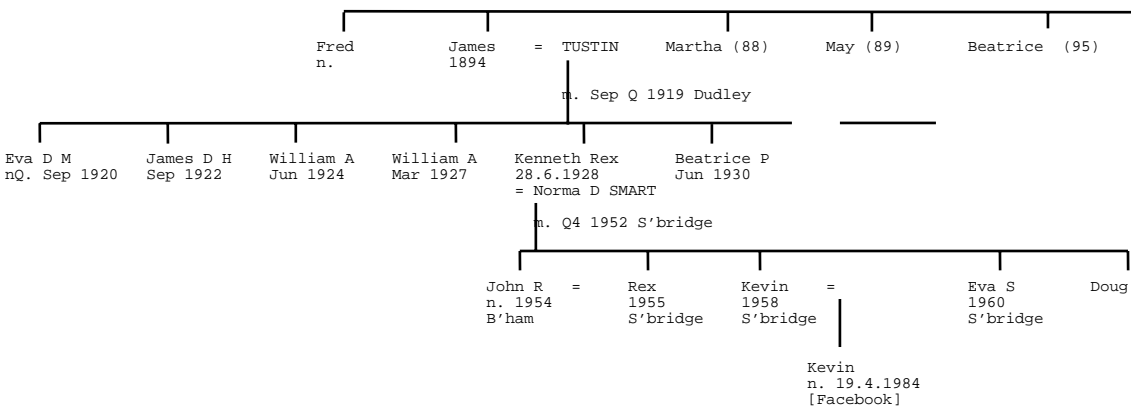 Fred James = TUSTIN Martha (88) May (89) Beatrice (95)
n. 1894
m. Sep Q 1919 Dudley
Eva D M James D H William A William A Kenneth Rex Beatrice P
nQ. Sep 1920 Sep 1922 Jun 1924 Mar 1927 28.6.1928 Jun 1930
= Norma D SMART
m. Q4 1952 S'bridge
John R = Rex Kevin = Eva S Doug
n. 1954 1955 1958 1960
B'ham S'bridge S'bridge S'bridge
Kevin
n. 19.4.1984
[Facebook]